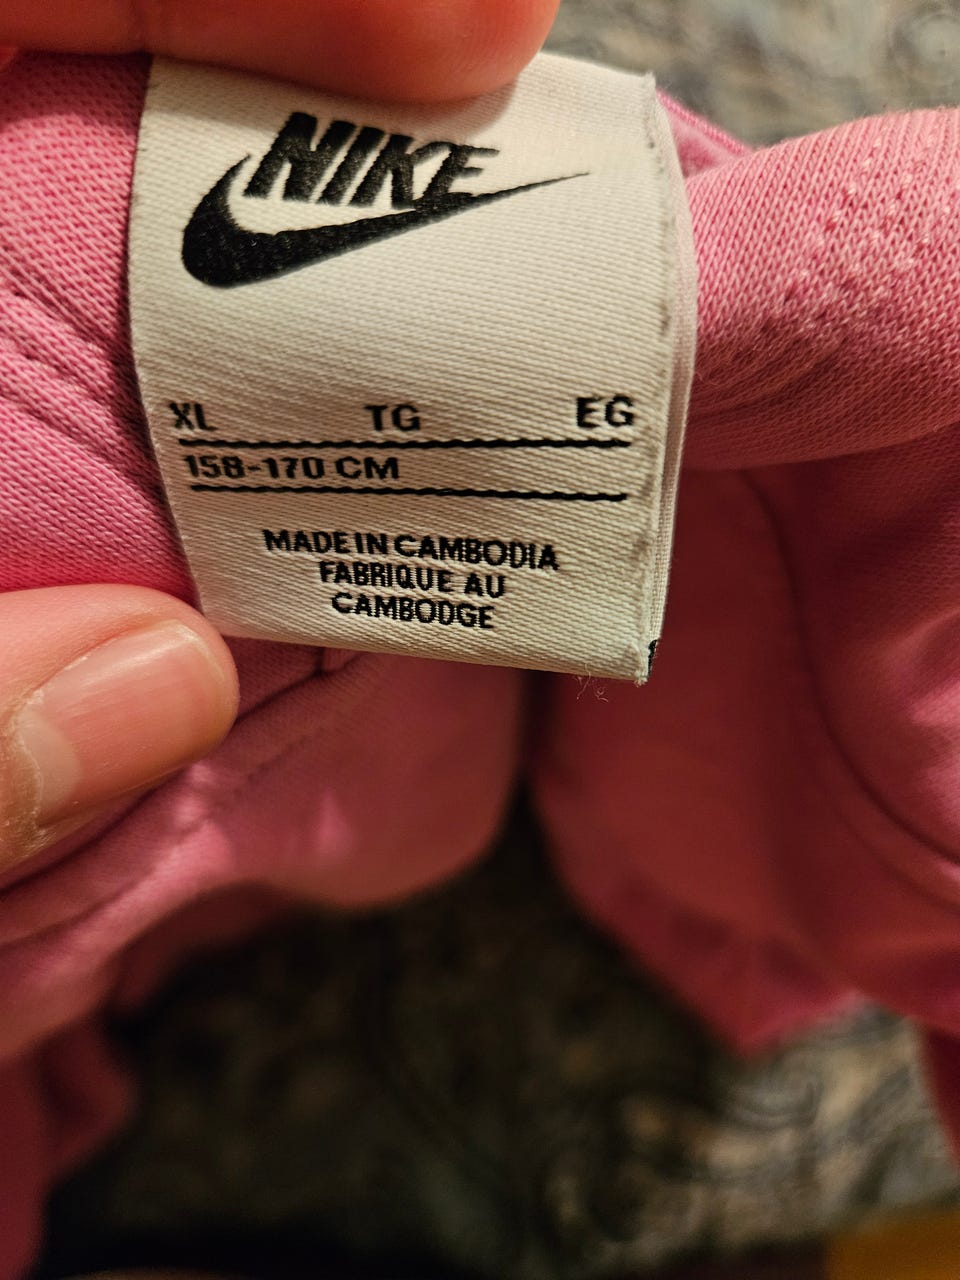 NIKE
XL TG EG
158-170 CM
MADE IN CAMBODIA
FABRIQUE AU
CAMBODGE